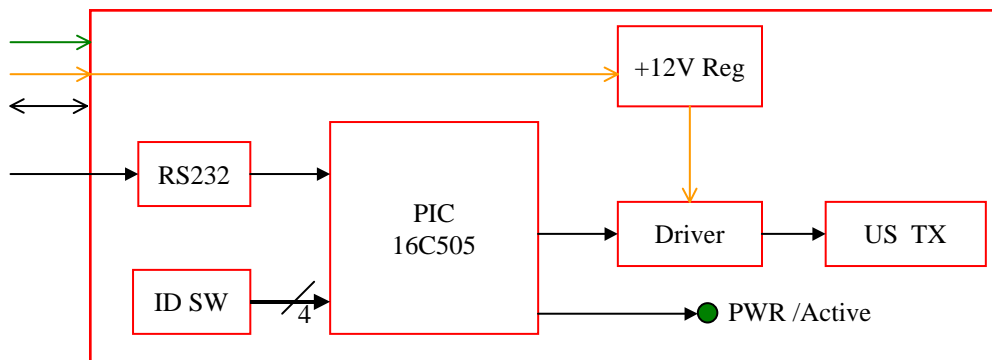 +12V Reg
RS232
PIC
16C505
Driver
US TX
ID SW
4
PWR /Active